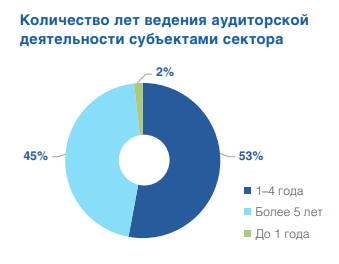 Количество лет ведения аудиторской
деятельности субъектами сектора
2%
45%
53%
1–4 года
Более 5 лет
До 1 года